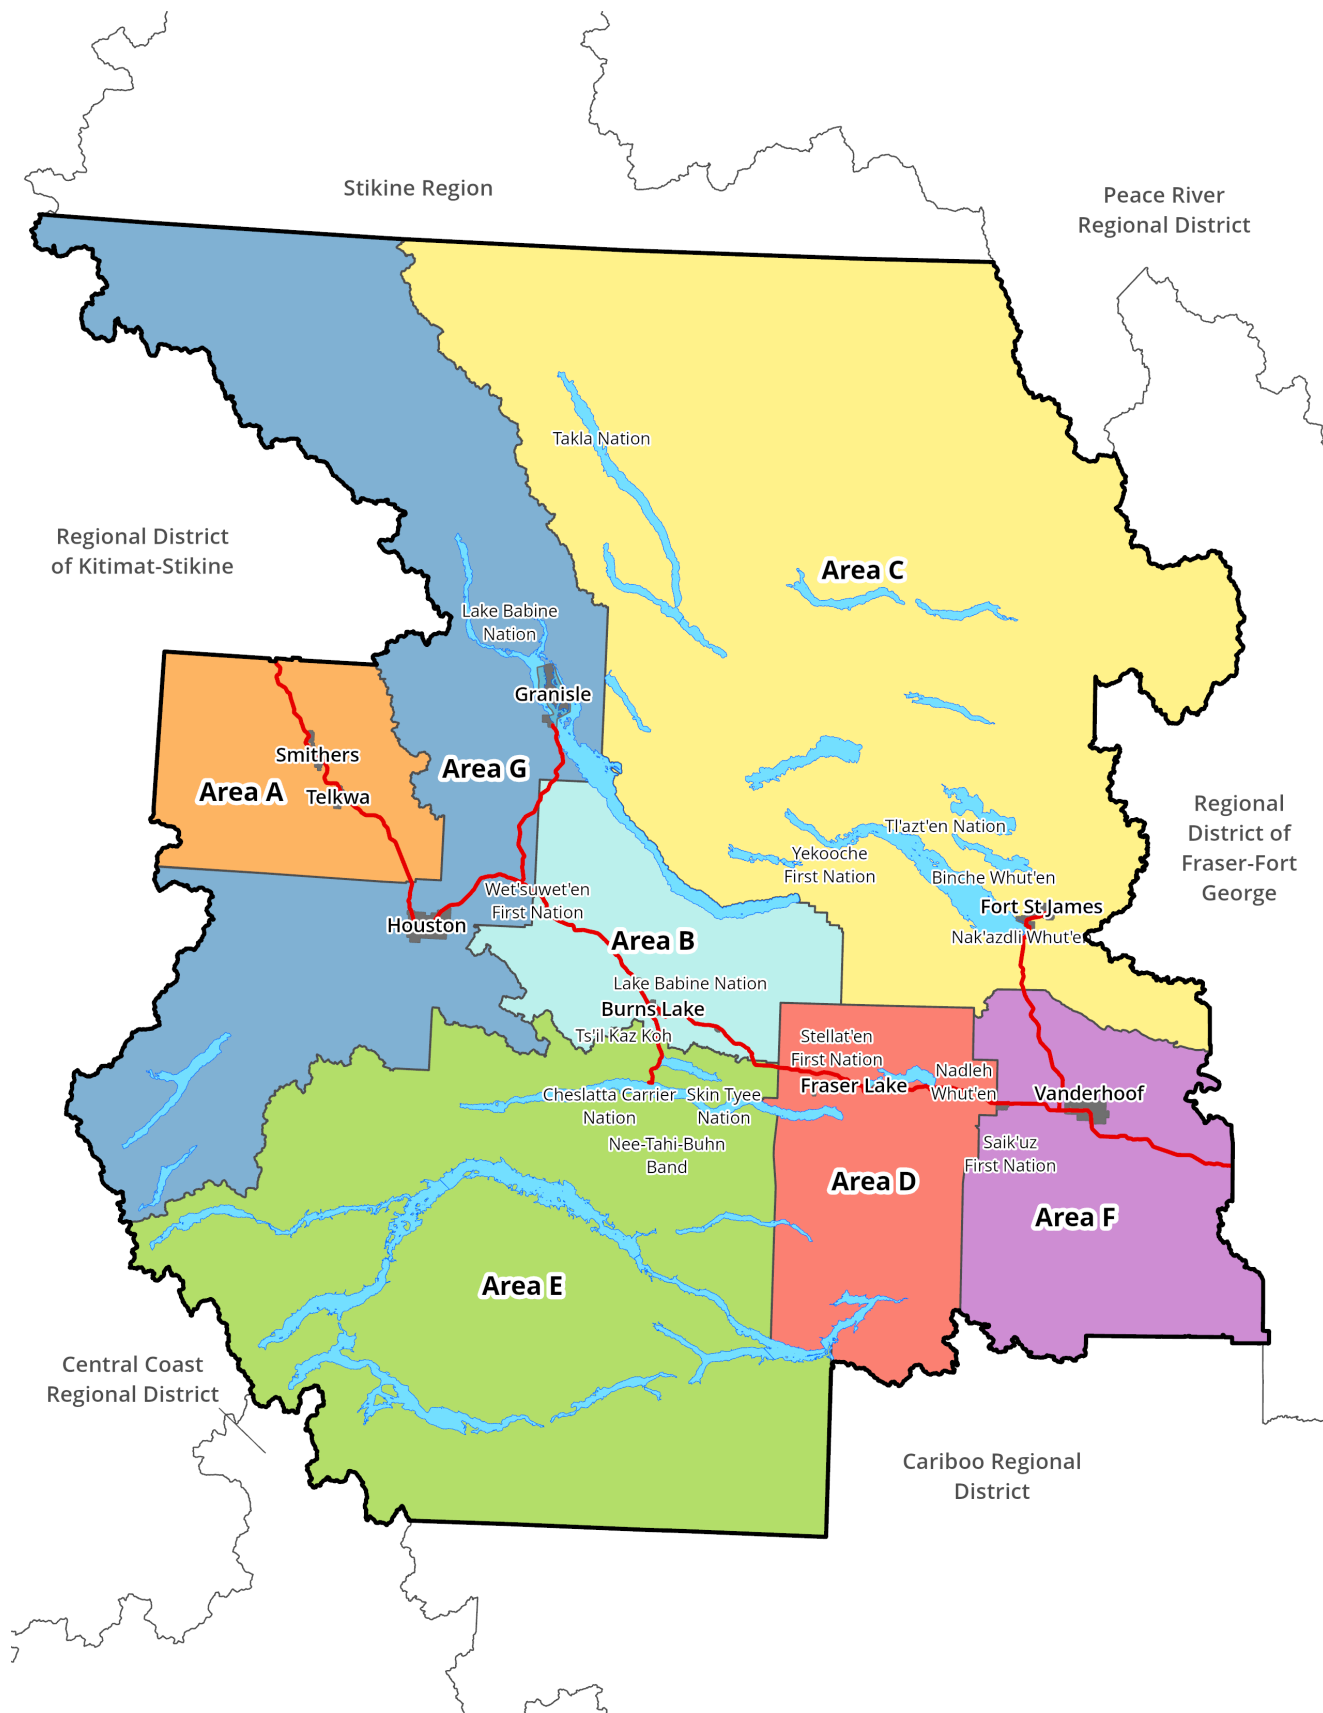 Stikine Region
Peace River
Regional District
Takla Nation
Regional District
of Kitimat-Stikine
Area C
Lake Babine
Nation
Granisle
Smithers
Area G
Area A
Telkwa
Regional
District of
Fraser-Fort
George
Tl'azt'en Nation
Yekooche
First Nation
Binche Whut'en
Wet'suwet'en
First Nation
Fort St James
Houston
Nak'azdli Whut'en
Area B
Lake Babine Nation
Burns Lake
Ts'il Kaz Koh
Stellat'en
First Nation
Nadleh
Whut'en
Fraser Lake
Vanderhoof
Cheslatta Carrier
Nation
Skin Tyee
Nation
Nee-Tahi-Buhn
Band
Saik'uz
First Nation
Area D
Area F
Area E
Central Coast
Regional District
Cariboo Regional
District